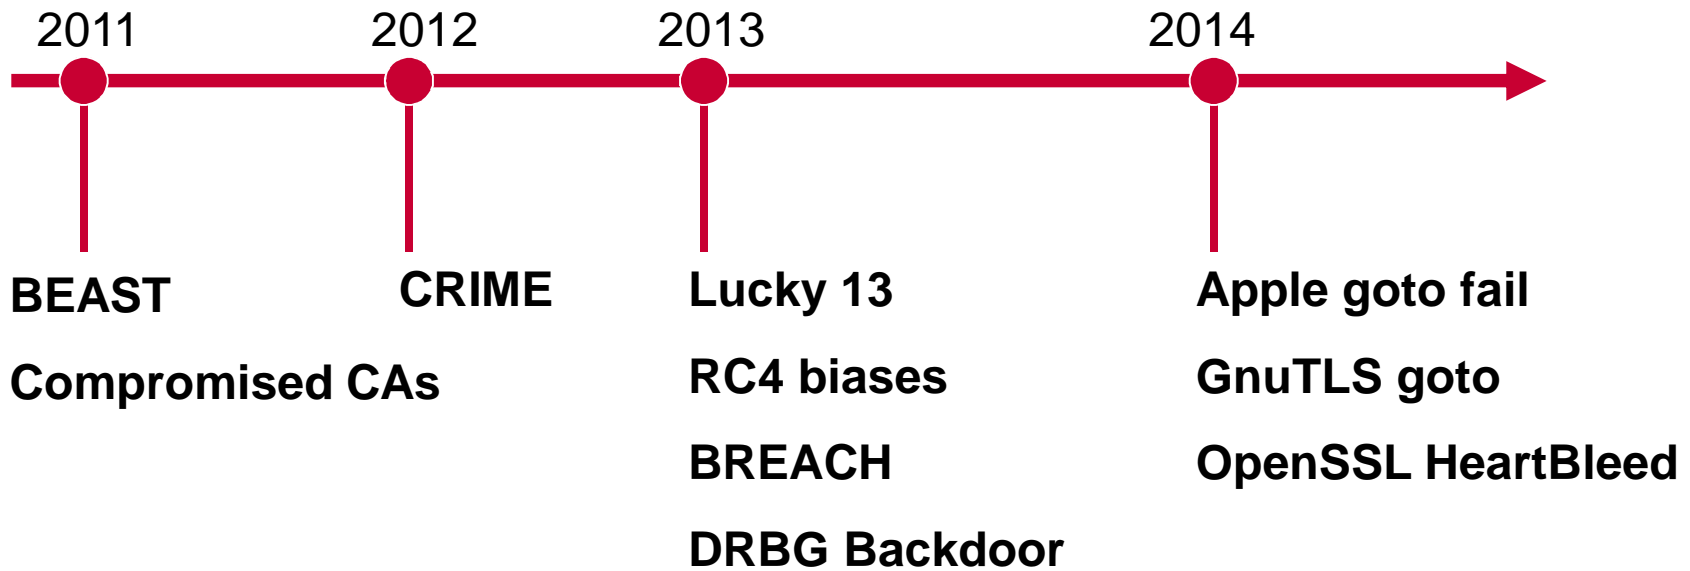 2011
2012
2013
2014
BEAST
Compromised CAs
CRIME
Lucky 13
RC4 biases
BREACH
DRBG Backdoor
Apple goto fail
GnuTLS goto
OpenSSL HeartBleed